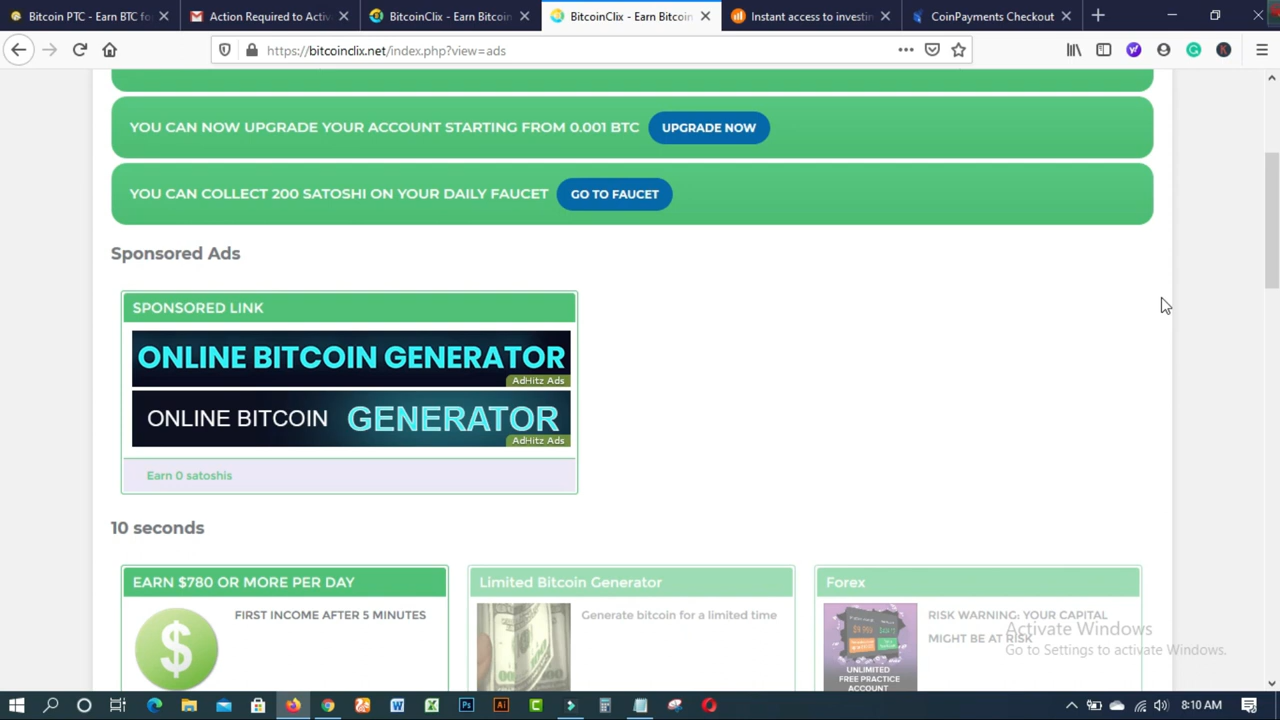 Bitcoin PTC - Earn BTC fo
Action Required to Activ
BitcoinClix - Earn Bitcoin
BitcoinClix - Earn Bitcoin
Instant access to investin
CoinPayments Checkout
https://bitcoinclix.net/index.php?view=ads
YOU CAN NOW UPGRADE YOUR ACCOUNT STARTING FROM 0.001 BTC UPGRADE NOW
YOU CAN COLLECT 200 SATOSHI ON YOUR DAILY FAUCET GO TO FAUCET
Sponsored Ads
SPONSORED LINK
ONLINE BITCOIN GENERATOR
AdHitz Ads
ONLINE BITCOIN GENERATOR
AdHitz Ads
Earn 0 satoshis
10 seconds
EARN $780 OR MORE PER DAY
FIRST INCOME AFTER 5 MINUTES
Limited Bitcoin Generator
Generate bitcoin for a limited time
Forex
RISK WARNING: YOUR CAPITAL
MIGHT BE AT RISK
UNLIMITED
FREE PRACTICE
ACCOUNT
Activate Windows
Go to Settings to activate Windows.
8:10 AM